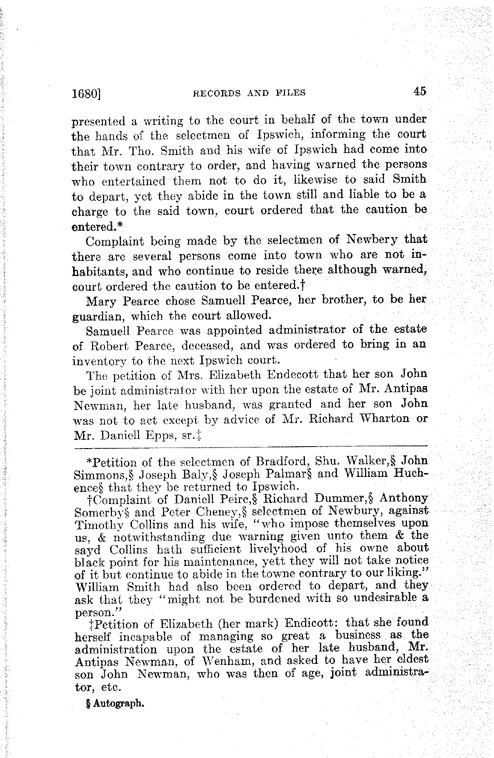 1680] RECORDS AND FILES 45
presented a writing to the court in behalf of the town under
the hands of the selectmen of Ipswich, informing the court
that Mr. Tho. Smith and his wife of Ipswich had come into
their town contrary to order, and having warned the persons
who entertained them not to do it, likewise to said Smith
to depart, yet they abide in the town still and liable to be a
charge to the said town, court ordered that the caution be
entered.*
Complaint being made by the selectmen of Newbery that
there are several persons come into town who are not in-
habitants, and who continue to reside there although warned,
court ordered the caution to be entered.†
Mary Pearce chose Samuell Pearce, her brother, to be her
guardian, which the court allowed.
Samuell Pearce was appointed administrator of the estate
of Robert Pearce, deceased, and was ordered to bring in an
inventory to the next Ipswich court.
The petition of Mrs. Elizabeth Endecott that her son John
be joint administrator with her upon the estate of Mr. Antipas
Newman, her late husband, was granted and her son John
was not to act except by advice of Mr. Richard Wharton or
Mr. Daniell Epps, sr.‡
*Petition of the selectmen of Bradford, Shu. Walker,§ John
Simmons,§ Joseph Baly,§ Joseph Palmar§ and William Huch-
ence§ that they be returned to Ipswich.
†Complaint of Daniell Peirc,§ Richard Dummer,§ Anthony
Somerby§ and Peter Cheney,§ selectmen of Newbury, against
Timothy Collins and his wife, "who impose themselves upon
us, & notwithstanding due warning given unto them & the
sayd Collins hath sufficient livelyhood of his owne about
black point for his maintenance, yett they will not take notice
of it but continue to abide in the towne contrary to our liking."
William Smith had also been ordered to depart, and they
ask that they "might not be burdened with so undesirable a
person."
‡Petition of Elizabeth (her mark) Endicott: that she found
herself incapable of managing so great a business as the
administration upon the estate of her late husband, Mr.
Antipas Newman, of Wenham, and asked to have her eldest
son John Newman, who was then of age, joint administra-
tor, etc.
§ Autograph.